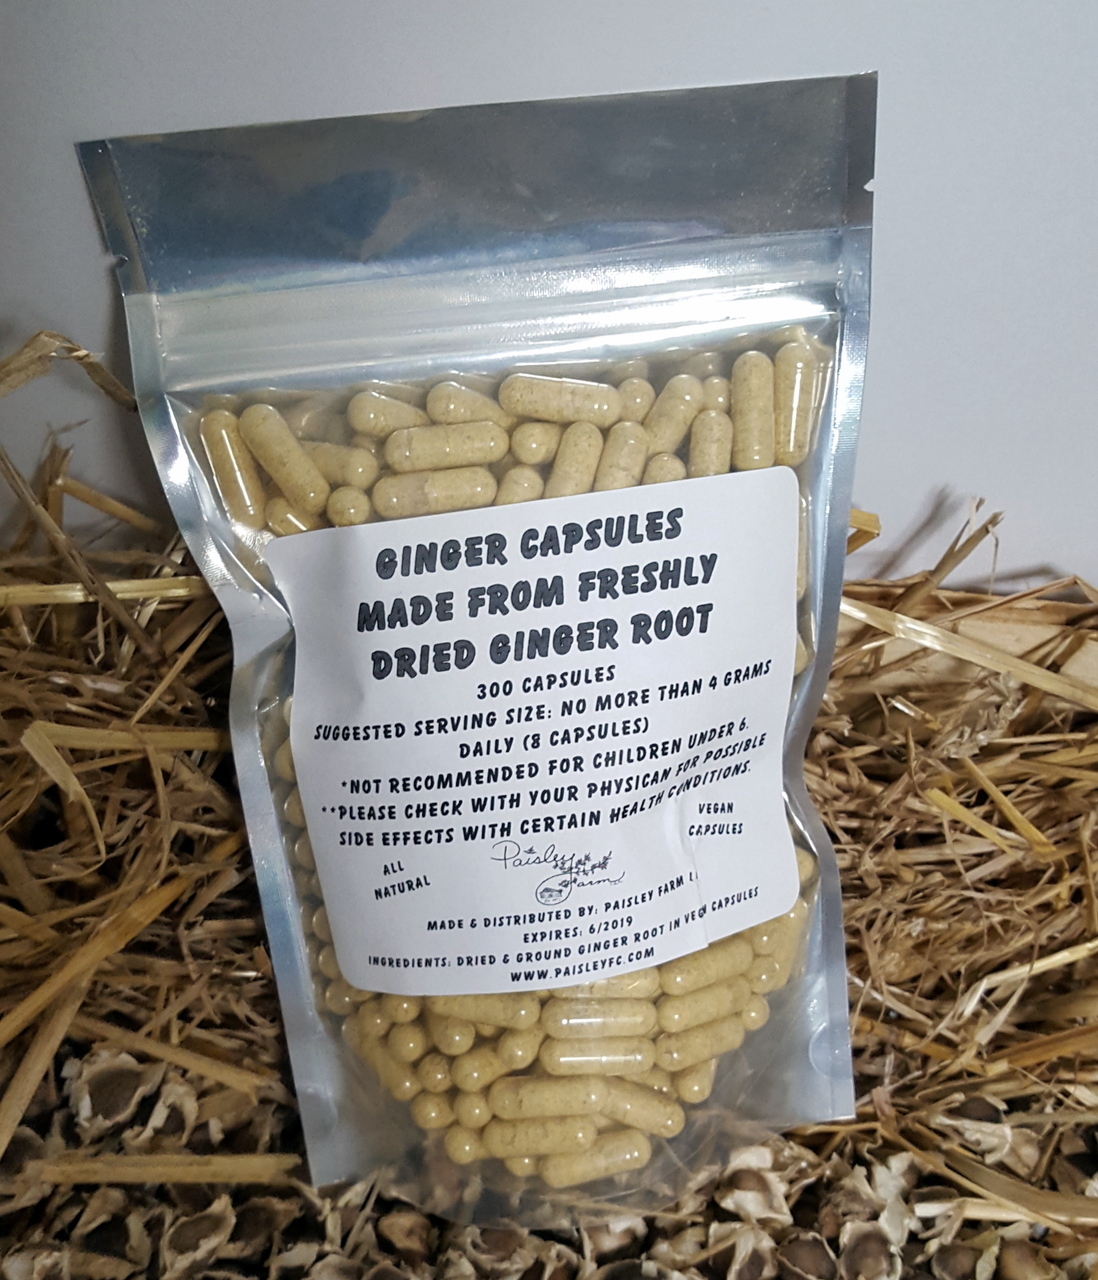 GINGER CAPSULES
MADE FROM FRESHLY
DRIED GINGER ROOT
300 CAPSULES
SUGGESTED SERVING SIZE: NO MORE THAN 4 GRAMS
DAILY (8 CAPSULES)
*NOT RECOMMENDED FOR CHILDREN UNDER 6.
**PLEASE CHECK WITH YOUR PHYSICAN FOR POSSIBLE
SIDE EFFECTS WITH CERTAIN HEALTH CONDITIONS.
ALL
NATURAL
Paisley
Farm
VEGAN
CAPSULES
MADE & DISTRIBUTED BY: PAISLEY FARM
EXPIRES: 6/2019
INGREDIENTS: DRIED & GROUND GINGER ROOT IN CAPSULES
WWW.PAISLEYFC.COM